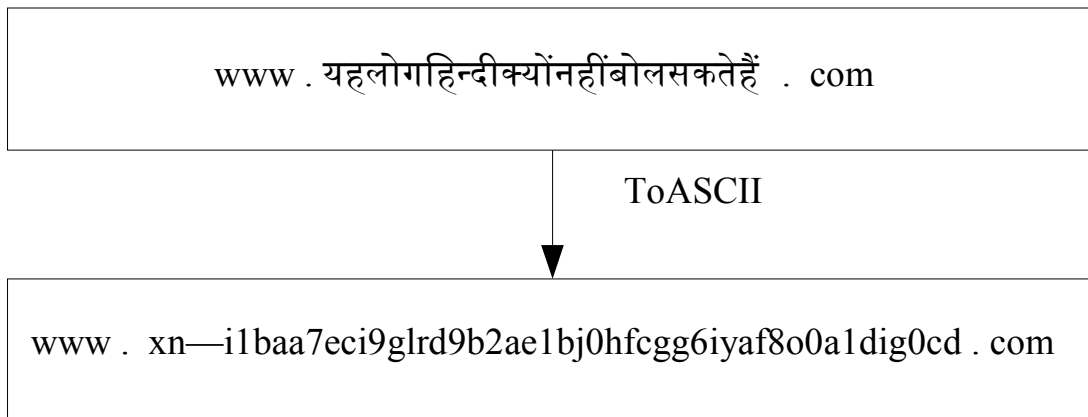 www . यहलोगहिन्दीक्योंनहींबोलसकतेहैं . com
ToASCII
www . xn—i1baa7eci9glrd9b2ae1bj0hfcgg6iyaf8o0a1dig0cd . com